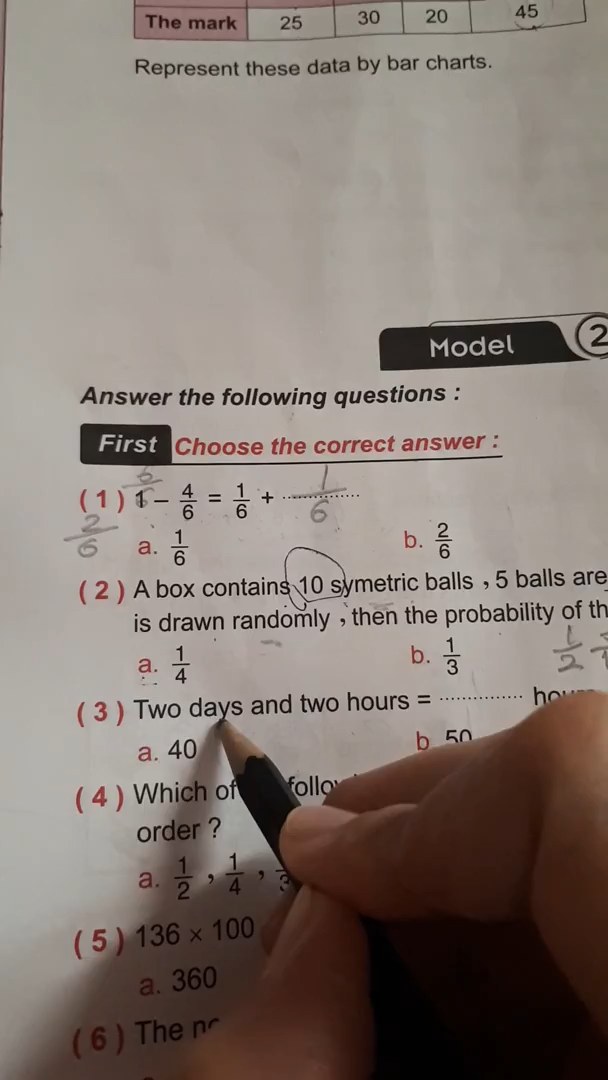 The mark 25 30 20 45
Represent these data by bar charts.
Model 2
Answer the following questions :
First Choose the correct answer :
6
(1) 1 - 4/6 = 1/6 + 1/6
2/6
a. 1/6 b. 2/6
(2) A box contains 10 symetric balls , 5 balls are
is drawn randomly , then the probability of
a. 1/4 b. 1/3 1/2
(3) Two days and two hours = ..............
a. 40 b 50
(4) Which of
order ?
a. 1/2 , 1/4 ,
(5) 136 × 100
a. 360
(6) The